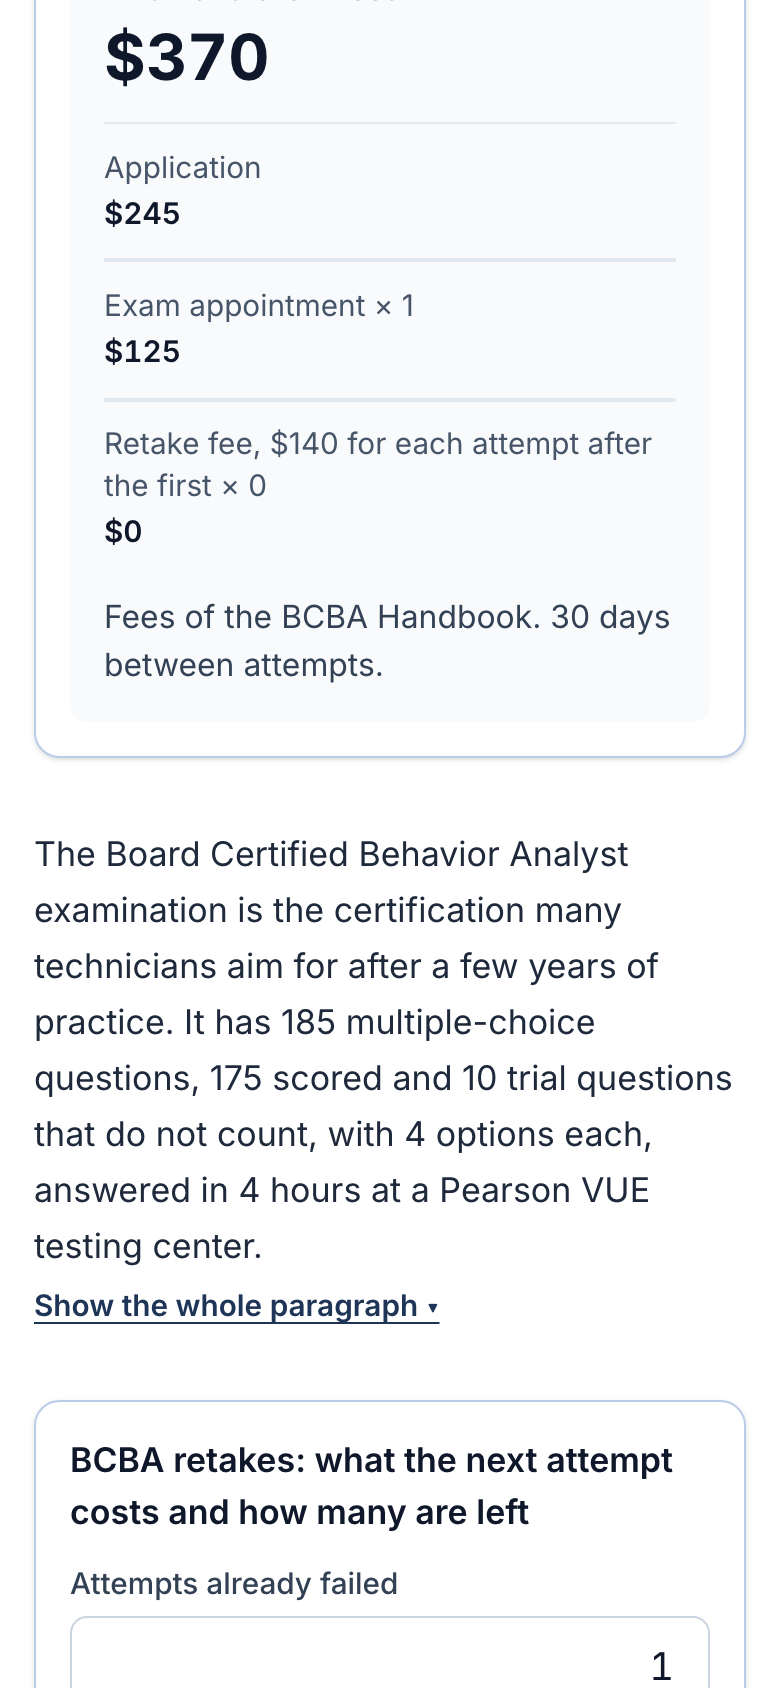 $370
Application
$245
Exam appointment × 1
$125
Retake fee, $140 for each attempt after
the first × 0
$0
Fees of the BCBA Handbook. 30 days
between attempts.
The Board Certified Behavior Analyst
examination is the certification many
technicians aim for after a few years of
practice. It has 185 multiple-choice
questions, 175 scored and 10 trial questions
that do not count, with 4 options each,
answered in 4 hours at a Pearson VUE
testing center.
Show the whole paragraph ▾
BCBA retakes: what the next attempt
costs and how many are left
Attempts already failed
1